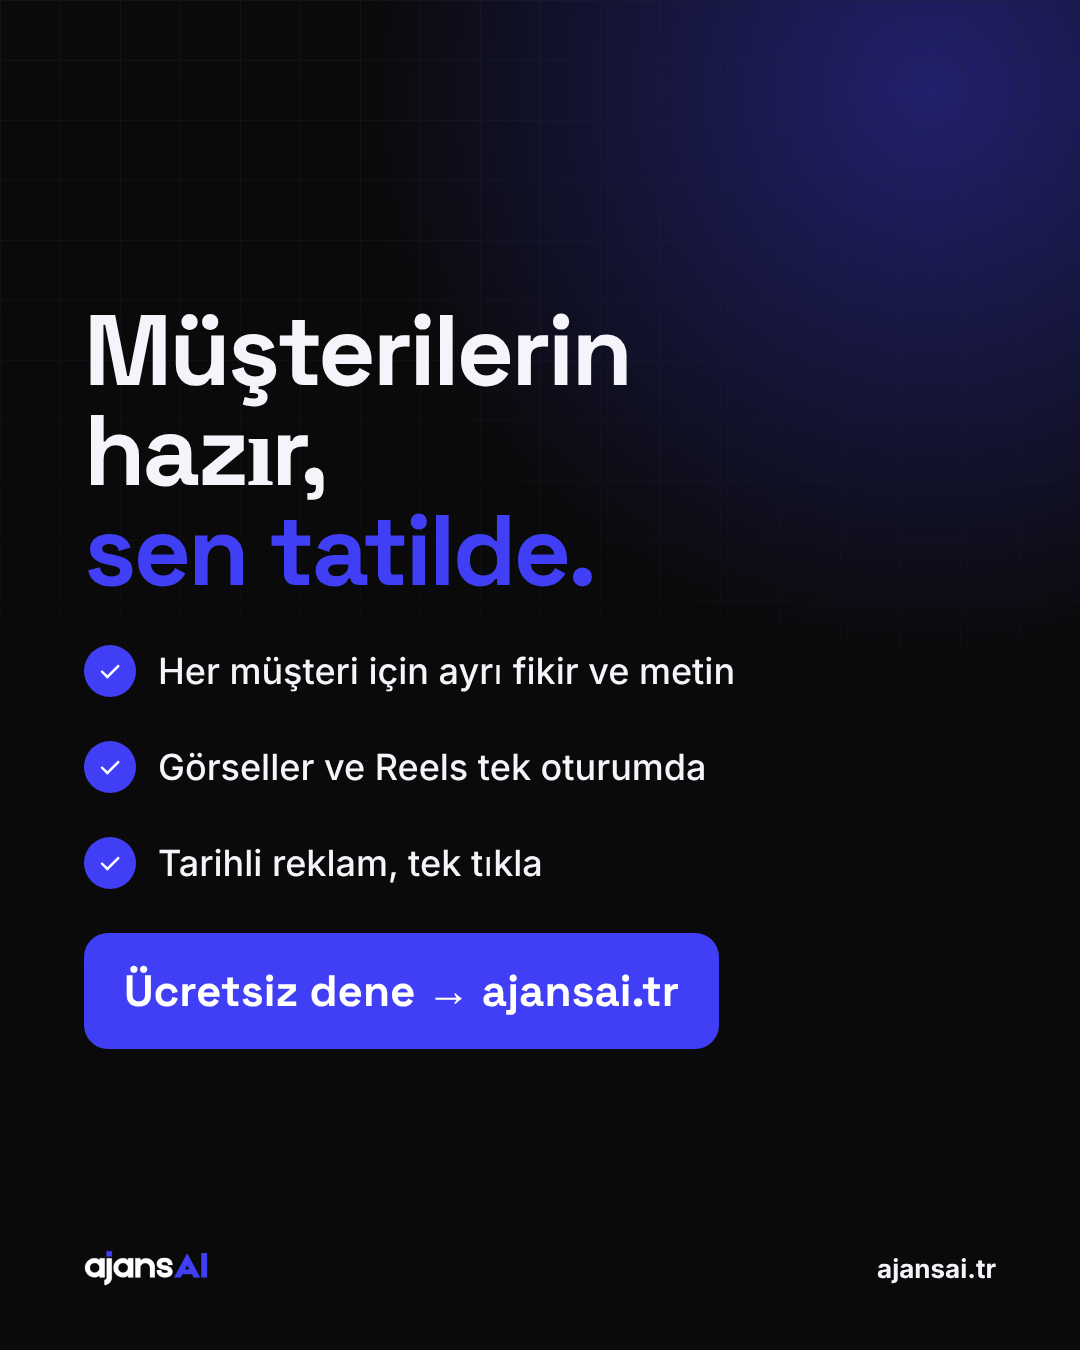 Müşterilerin
hazır,
sen tatilde.
Her müşteri için ayrı fikir ve metin
Görseller ve Reels tek oturumda
Tarihli reklam, tek tıkla
Ücretsiz dene → ajansai.tr
ajansAI
ajansai.tr